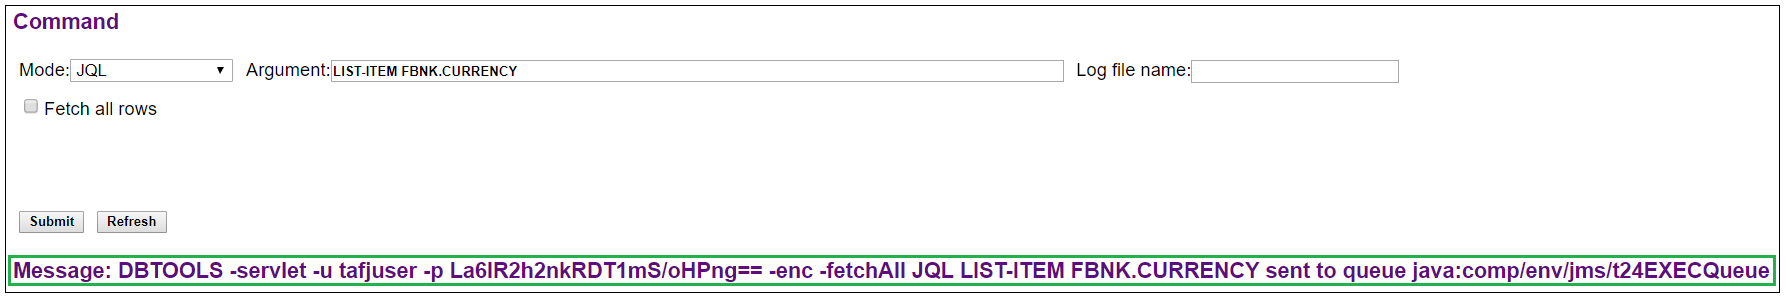 Command
Mode: JQL Argument: LIST-ITEM FBNK.CURRENCY Log file name:
Fetch all rows
Submit Refresh
Message: DBTOOLS -servlet -u tafjuser -p La6IR2h2nkRDT1mS/oHPng== -enc -fetchAll JQL LIST-ITEM FBNK.CURRENCY sent to queue java:comp/env/jms/t24EXECQueue